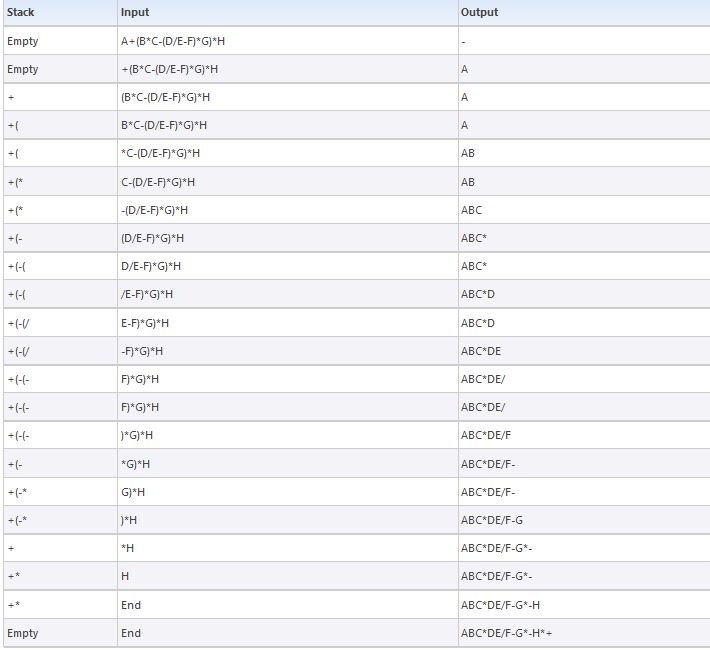 Stack Input Output
Empty A+(B*C-(D/E-F)*G)*H -
Empty +(B*C-(D/E-F)*G)*H A
+ (B*C-(D/E-F)*G)*H A
+( B*C-(D/E-F)*G)*H A
+( *C-(D/E-F)*G)*H AB
+(* C-(D/E-F)*G)*H AB
+(* -(D/E-F)*G)*H ABC
+(- (D/E-F)*G)*H ABC*
+(-( D/E-F)*G)*H ABC*
+(-( /E-F)*G)*H ABC*D
+(-(/ E-F)*G)*H ABC*D
+(-(/ -F)*G)*H ABC*DE
+(-(- F)*G)*H ABC*DE/
+(-(- F)*G)*H ABC*DE/
+(-(- )*G)*H ABC*DE/F
+(- *G)*H ABC*DE/F-
+(-* G)*H ABC*DE/F-
+(-* )*H ABC*DE/F-G
+ *H ABC*DE/F-G*-
+* H ABC*DE/F-G*-
+* End ABC*DE/F-G*-H
Empty End ABC*DE/F-G*-H*+